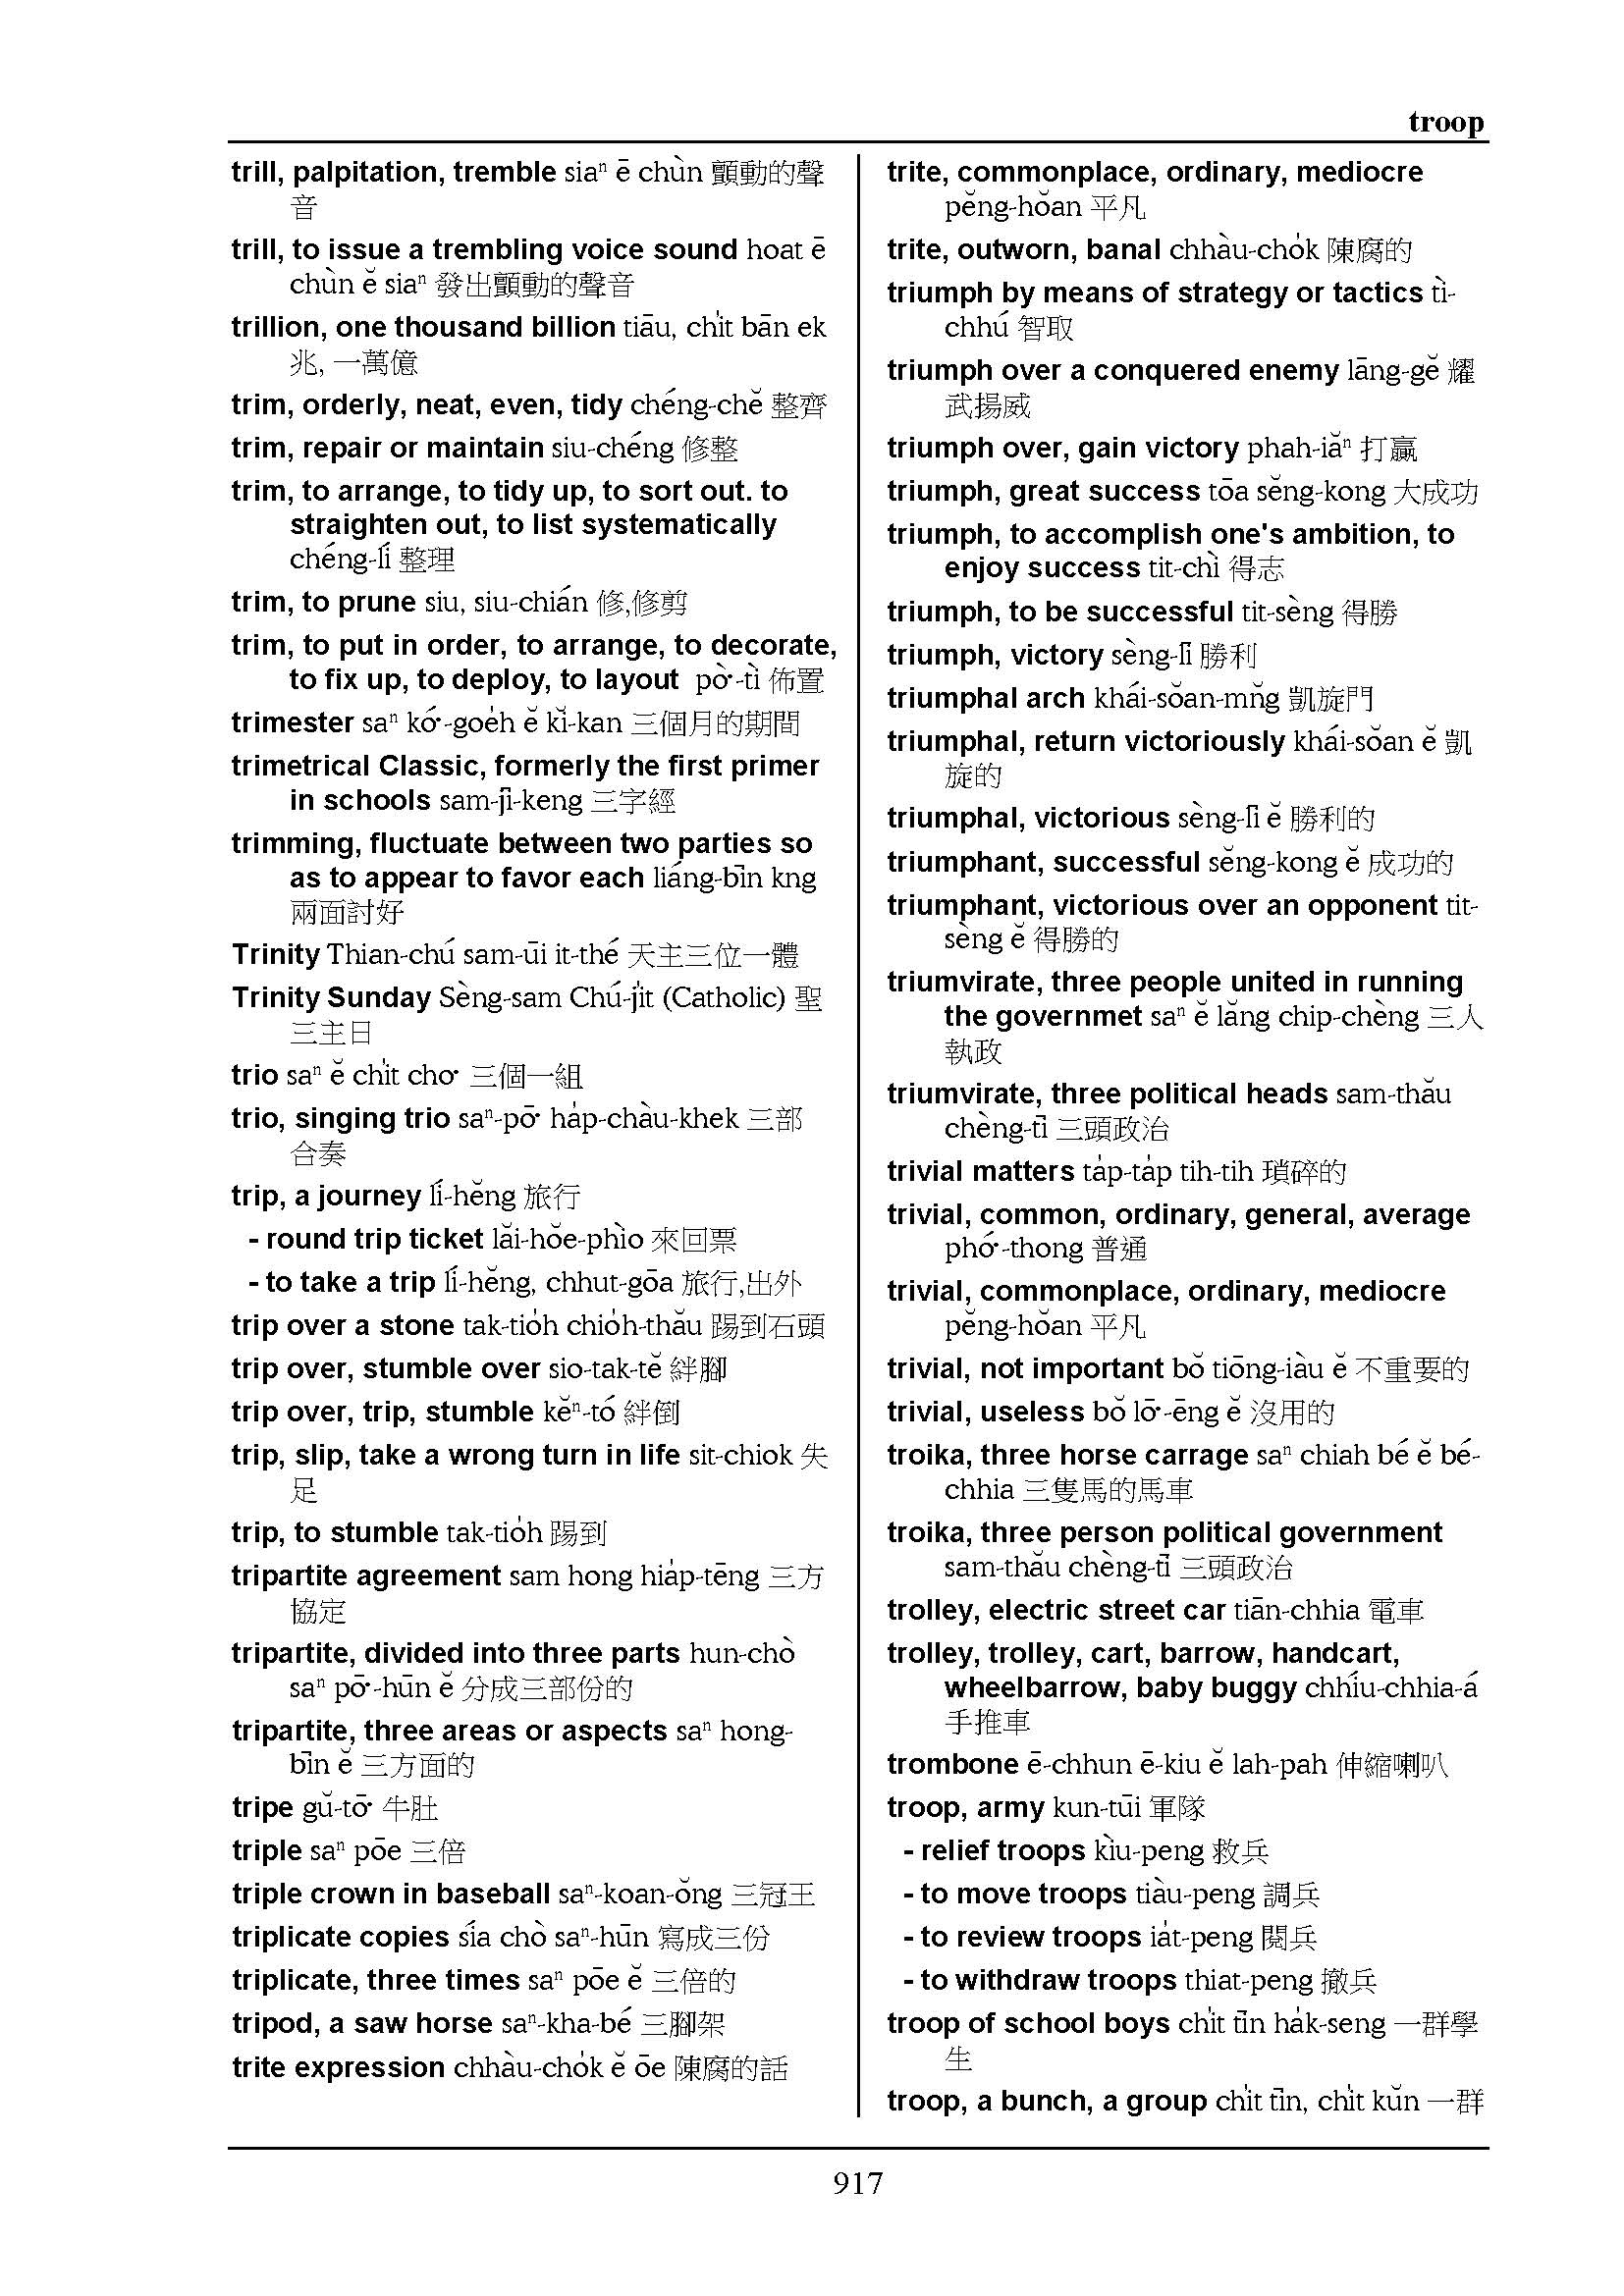 troop
trill, palpitation, tremble siaⁿ ē chùn 顫動的聲
音
trill, to issue a trembling voice sound hoat ē
chùn ĕ siaⁿ 發出顫動的聲音
trillion, one thousand billion tiāu, chi̍t bān ek
兆, 一萬億
trim, orderly, neat, even, tidy chéng-chĕ 整齊
trim, repair or maintain siu-chéng 修整
trim, to arrange, to tidy up, to sort out. to
straighten out, to list systematically
chéng-lí 整理
trim, to prune siu, siu-chián 修,修剪
trim, to put in order, to arrange, to decorate,
to fix up, to deploy, to layout pò͘-tì 佈置
trimester saⁿ kó͘-goe̍h ĕ kĭ-kan 三個月的期間
trimetrical Classic, formerly the first primer
in schools sam-jī-keng 三字經
trimming, fluctuate between two parties so
as to appear to favor each liáng-bīn kng
兩面討好
Trinity Thian-chú sam-ūi it-thé 天主三位一體
Trinity Sunday Sèng-sam Chú-ji̍t (Catholic) 聖
三主日
trio saⁿ ĕ chi̍t cho͘ 三個一組
trio, singing trio saⁿ-pō͘ ha̍p-chàu-khek 三部
合奏
trip, a journey lí-hĕng 旅行
- round trip ticket lăi-hŏe-phìo 來回票
- to take a trip lí-hĕng, chhut-gōa 旅行,出外
trip over a stone tak-tio̍h chio̍h-thău 踢到石頭
trip over, stumble over sio-tak-tĕ 絆腳
trip over, trip, stumble kĕⁿ-tó 絆倒
trip, slip, take a wrong turn in life sit-chiok 失
足
trip, to stumble tak-tio̍h 踢到
tripartite agreement sam hong hia̍p-tēng 三方
協定
tripartite, divided into three parts hun-chò
saⁿ pō͘-hūn ĕ 分成三部份的
tripartite, three areas or aspects saⁿ hong-
bīn ĕ 三方面的
tripe gŭ-tō͘ 牛肚
triple saⁿ pōe 三倍
triple crown in baseball saⁿ-koan-ŏng 三冠王
triplicate copies sía chò saⁿ-hūn 寫成三份
triplicate, three times saⁿ pōe ĕ 三倍的
tripod, a saw horse saⁿ-kha-bé 三腳架
trite expression chhàu-cho̍k ĕ ōe 陳腐的話
trite, commonplace, ordinary, mediocre
pĕng-hŏan 平凡
trite, outworn, banal chhàu-cho̍k 陳腐的
triumph by means of strategy or tactics tì-
chhú 智取
triumph over a conquered enemy lāng-gĕ 耀
武揚威
triumph over, gain victory phah-iăⁿ 打贏
triumph, great success tōa sĕng-kong 大成功
triumph, to accomplish one's ambition, to
enjoy success tit-chì 得志
triumph, to be successful tit-sèng 得勝
triumph, victory sèng-lī 勝利
triumphal arch khái-sŏan-mn̆g 凱旋門
triumphal, return victoriously khái-sŏan ĕ 凱
旋的
triumphal, victorious sèng-lī ĕ 勝利的
triumphant, successful sĕng-kong ĕ 成功的
triumphant, victorious over an opponent tit-
sèng ĕ 得勝的
triumvirate, three people united in running
the governmet saⁿ ĕ lăng chip-chèng 三人
執政
triumvirate, three political heads sam-thău
chèng-tī 三頭政治
trivial matters ta̍p-ta̍p tih-tih 瑣碎的
trivial, common, ordinary, general, average
phó͘-thong 普通
trivial, commonplace, ordinary, mediocre
pĕng-hŏan 平凡
trivial, not important bŏ tiōng-iàu ĕ 不重要的
trivial, useless bŏ lō͘-ēng ĕ 沒用的
troika, three horse carrage saⁿ chiah bé ĕ bé-
chhia 三隻馬的馬車
troika, three person political government
sam-thău chèng-tī 三頭政治
trolley, electric street car tiān-chhia 電車
trolley, trolley, cart, barrow, handcart,
wheelbarrow, baby buggy chhíu-chhia-á
手推車
trombone ē-chhun ē-kiu ĕ lah-pah 伸縮喇叭
troop, army kun-tūi 軍隊
- relief troops kìu-peng 救兵
- to move troops tiàu-peng 調兵
- to review troops ia̍t-peng 閱兵
- to withdraw troops thiat-peng 撤兵
troop of school boys chi̍t tīn ha̍k-seng 一群學
生
troop, a bunch, a group chi̍t tīn, chi̍t kŭn 一群
917